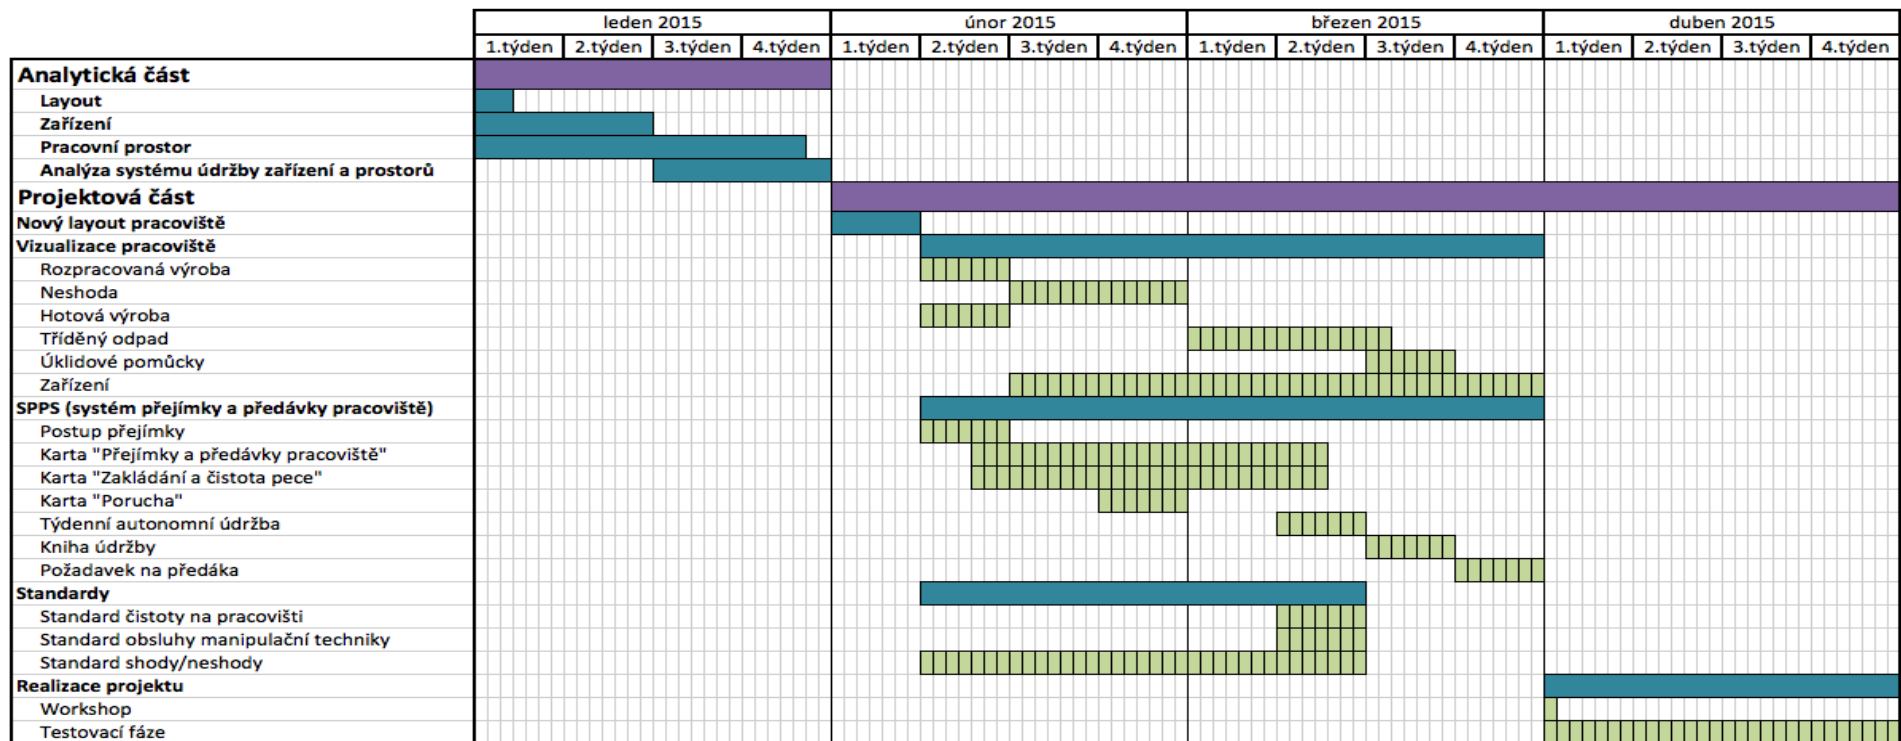 leden 2015 únor 2015 březen 2015 duben 2015
1.týden 2.týden 3.týden 4.týden 1.týden 2.týden 3.týden 4.týden 1.týden 2.týden 3.týden 4.týden 1.týden 2.týden 3.týden 4.týden
Analytická část
Layout
Zařízení
Pracovní prostor
Analýza systému údržby zařízení a prostorů
Projektová část
Nový layout pracoviště
Vizualizace pracoviště
Rozpracovaná výroba
Neshoda
Hotová výroba
Tříděný odpad
Úklidové pomůcky
Zařízení
SPPS (systém přejímky a předávky pracoviště)
Postup přejímky
Karta "Přejímky a předávky pracoviště"
Karta "Zakládání a čistota pece"
Karta "Porucha"
Týdenní autonomní údržba
Kniha údržby
Požadavek na předáka
Standardy
Standard čistoty na pracovišti
Standard obsluhy manipulační techniky
Standard shody/neshody
Realizace projektu
Workshop
Testovací fáze